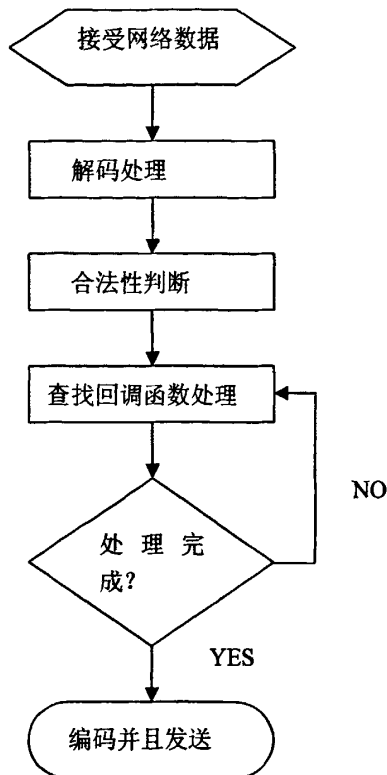 接受网络数据
解码处理
合法性判断
查找回调函数处理
NO
处理完
成?
YES
编码并且发送